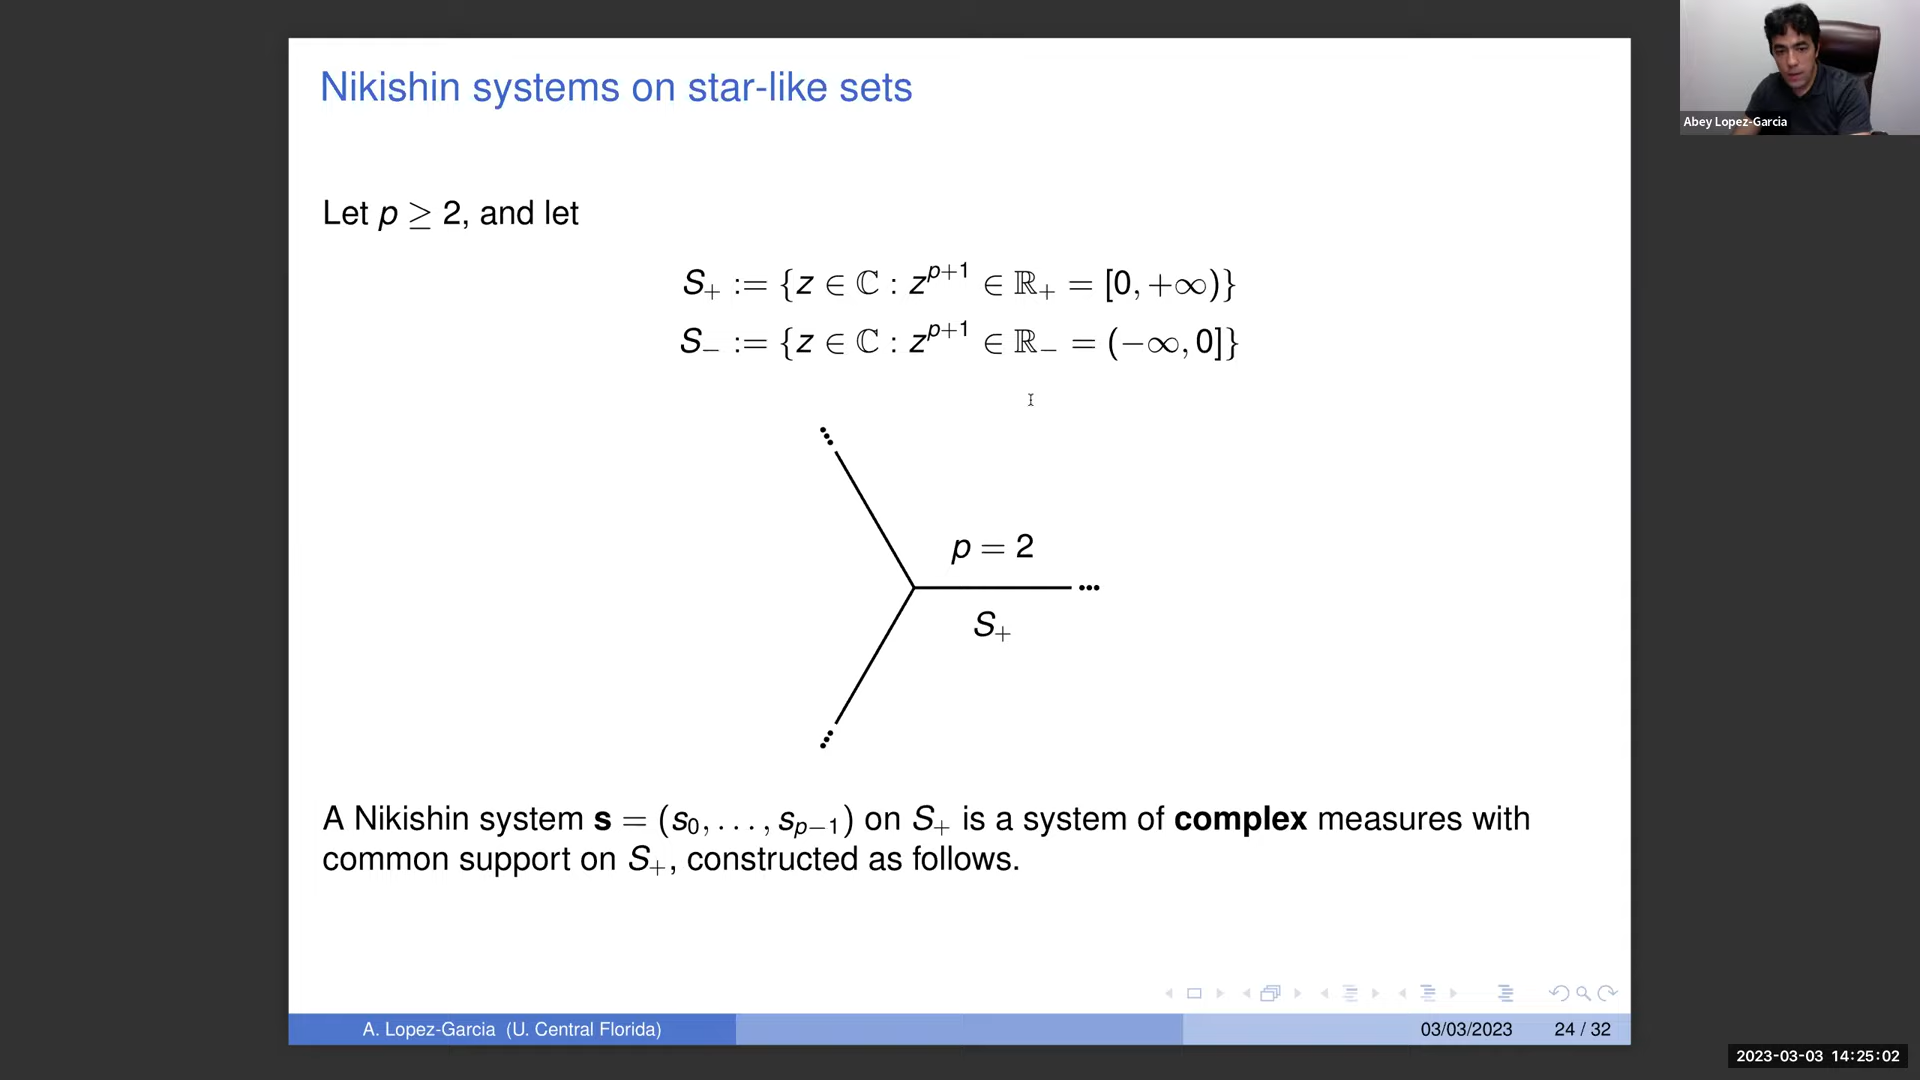 Nikishin systems on star-like sets
Abey Lopez-Garcia
Let p ≥ 2, and let
S₊ := {z ∈ ℂ : z^{p+1} ∈ ℝ₊ = [0, +∞)}
S₋ := {z ∈ ℂ : z^{p+1} ∈ ℝ₋ = (−∞, 0]}
p = 2
S₊
A Nikishin system s = (s₀, . . . , s_{p−1}) on S₊ is a system of complex measures with
common support on S₊, constructed as follows.
A. Lopez-Garcia (U. Central Florida)
03/03/2023
24 / 32
2023-03-03 14:25:02